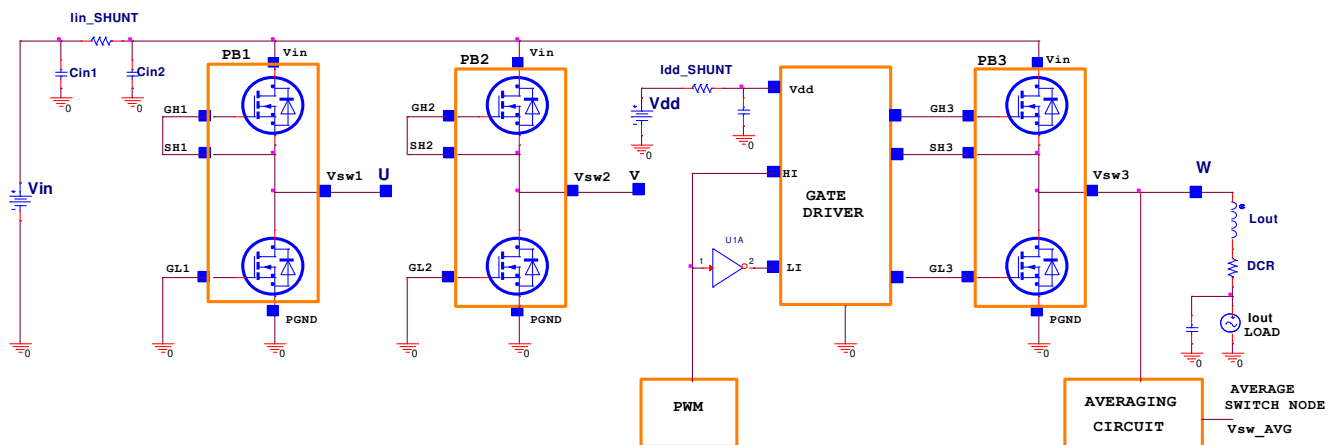 Iin_SHUNT
Cin1
Cin2
Vin
0
0
0
PB1
Vin
GH1
SH1
GL1
Vsw1
U
PGND
0
0
PB2
Vin
GH2
SH2
GL2
Vsw2
V
PGND
0
0
Idd_SHUNT
Vdd
0
0
Vdd
HI
LI
GATE
DRIVER
0
U1A
1
2
PWM
GH3
SH3
GL3
PB3
Vin
Vsw3
PGND
0
W
Lout
DCR
Iout
LOAD
0
0
AVERAGING
CIRCUIT
AVERAGE
SWITCH NODE
Vsw_AVG